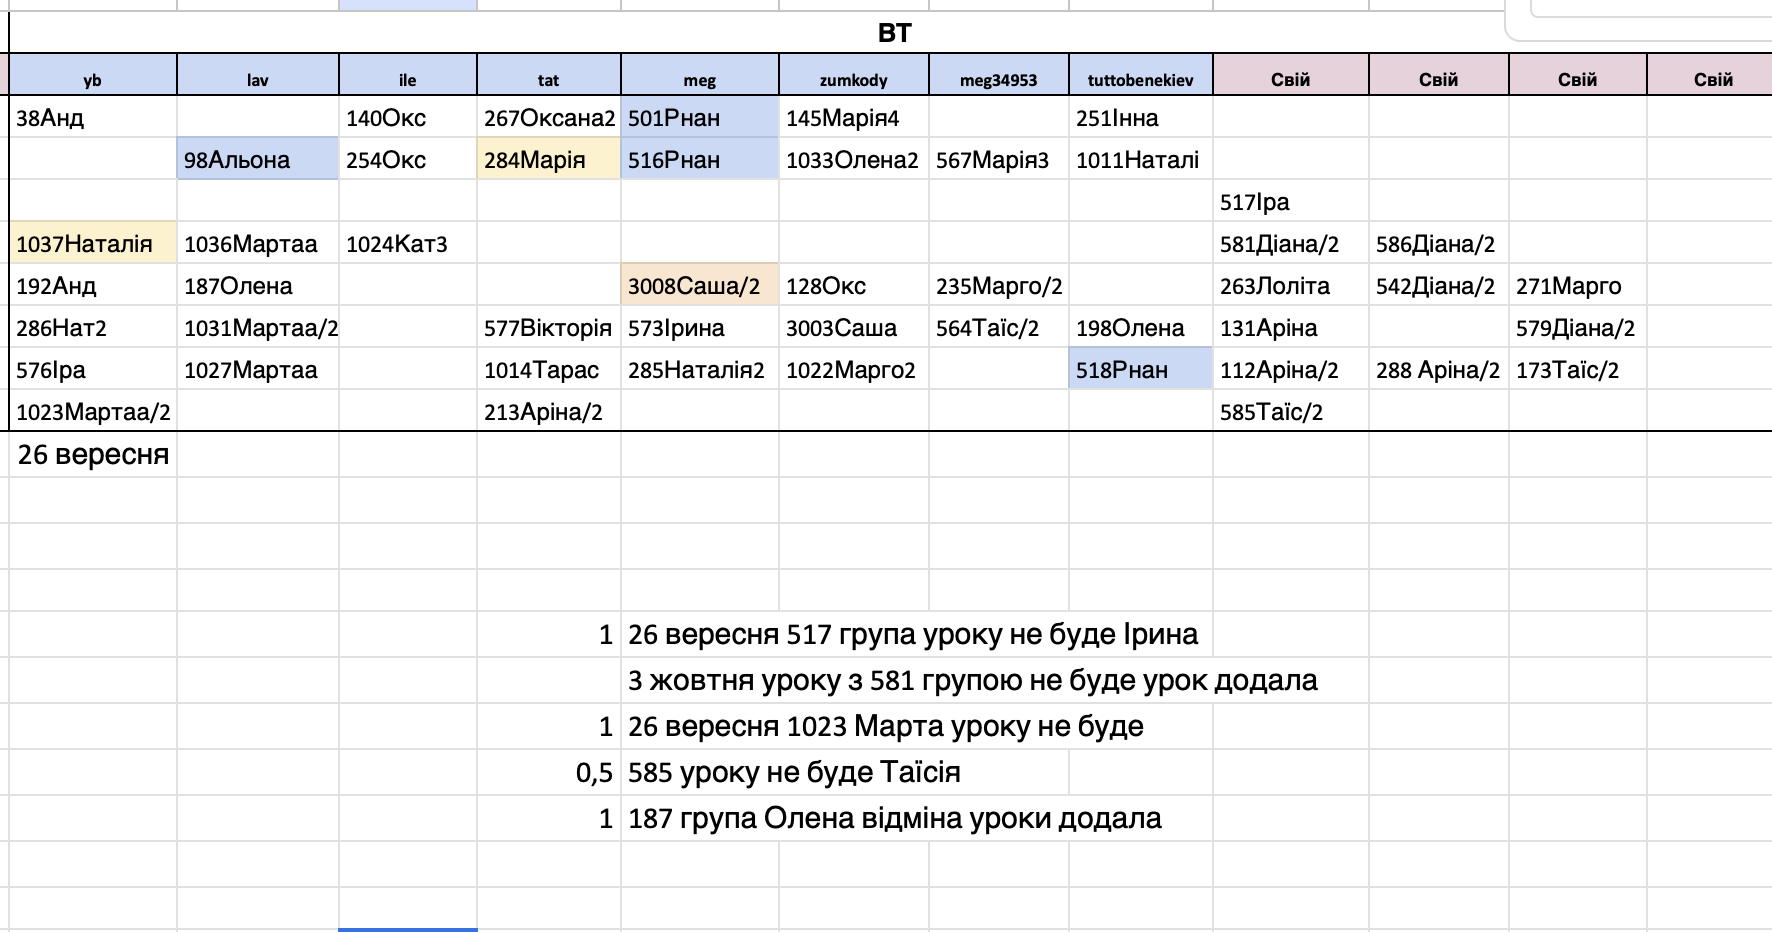 ВТ
yb lav ile tat meg zumkody meg34953 tuttobenekiev Свій Свій Свій Свій
38Анд 140Окс 267Оксана2 501Рнан 145Марія4 251Інна
98Альона 254Окс 284Марія 516Рнан 1033Олена2 567Марія3 1011Наталі
517Іра
1037Наталія 1036Мартаа 1024Кат3 581Діана/2 586Діана/2
192Анд 187Олена 3008Саша/2 128Окс 235Марго/2 263Лоліта 542Діана/2 271Марго
286Нат2 1031Мартаа/2 577Вікторія 573Ірина 3003Саша 564Таїс/2 198Олена 131Аріна 579Діана/2
576Іра 1027Мартаа 1014Тарас 285Наталія2 1022Марго2 518Рнан 112Аріна/2 288 Аріна/2 173Таїс/2
1023Мартаа/2 213Аріна/2 585Таїс/2
26 вересня
1 26 вересня 517 група уроку не буде Ірина
3 жовтня уроку з 581 групою не буде урок додала
1 26 вересня 1023 Марта уроку не буде
0,5 585 уроку не буде Таїсія
1 187 група Олена відміна уроки додала